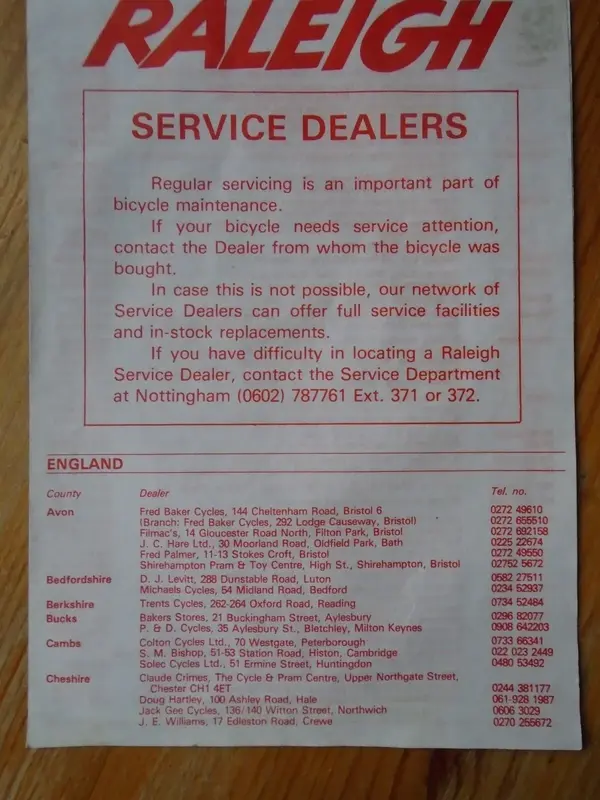 RALEIGH
SERVICE DEALERS
Regular servicing is an important part of
bicycle maintenance.
If your bicycle needs service attention,
contact the Dealer from whom the bicycle was
bought.
In case this is not possible, our network of
Service Dealers can offer full service facilities
and in-stock replacements.
If you have difficulty in locating a Raleigh
Service Dealer, contact the Service Department
at Nottingham (0602) 787761 Ext. 371 or 372.
ENGLAND
County Dealer Tel. no.
Avon Fred Baker Cycles, 144 Cheltenham Road, Bristol 6 0272 49610
(Branch: Fred Baker Cycles, 292 Lodge Causeway, Bristol) 0272 655510
Filmac's, 14 Gloucester Road North, Filton Park, Bristol 0272 692158
J. C. Hare Ltd., 30 Moorland Road, Oldfield Park, Bath 0225 22674
Fred Palmer, 11-13 Stokes Croft, Bristol 0272 49550
Shirehampton Pram & Toy Centre, High St., Shirehampton, Bristol 02752 5672
Bedfordshire D. J. Levitt, 288 Dunstable Road, Luton 0582 27511
Michaels Cycles, 54 Midland Road, Bedford 0234 52937
Berkshire Trents Cycles, 262-264 Oxford Road, Reading 0734 52484
Bucks Bakers Stores, 21 Buckingham Street, Aylesbury 0296 82077
P. & D. Cycles, 35 Aylesbury St., Bletchley, Milton Keynes 0908 642203
Cambs Colton Cycles Ltd., 70 Westgate, Peterborough 0733 66341
S. M. Bishop, 51-53 Station Road, Histon, Cambridge 022 023 2449
Solec Cycles Ltd., 51 Ermine Street, Huntingdon 0480 53492
Cheshire Claude Crimes, The Cycle & Pram Centre, Upper Northgate Street,
Chester CH1 4ET 0244 381177
Doug Hartley, 100 Ashley Road, Hale 061-928 1987
Jack Gee Cycles, 136/140 Witton Street, Northwich 0606 3029
J. E. Williams, 17 Edleston Road, Crewe 0270 255672